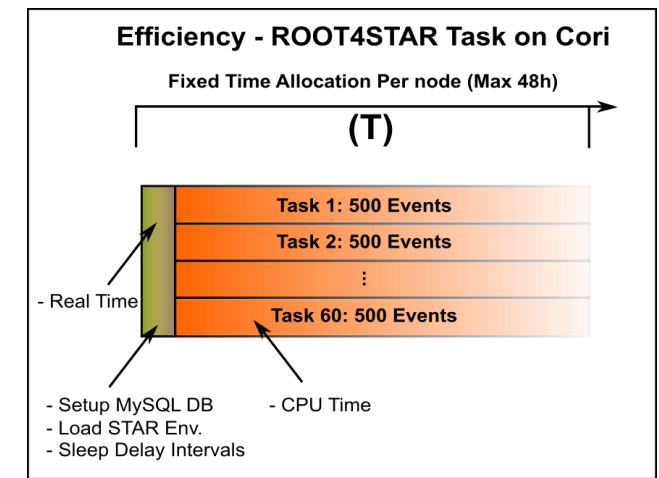 Efficiency - ROOT4STAR Task on Cori
Fixed Time Allocation Per node (Max 48h)
(T)
Task 1: 500 Events
Task 2: 500 Events
⋮
Task 60: 500 Events
- Real Time
- Setup MySQL DB
- Load STAR Env.
- Sleep Delay Intervals
- CPU Time